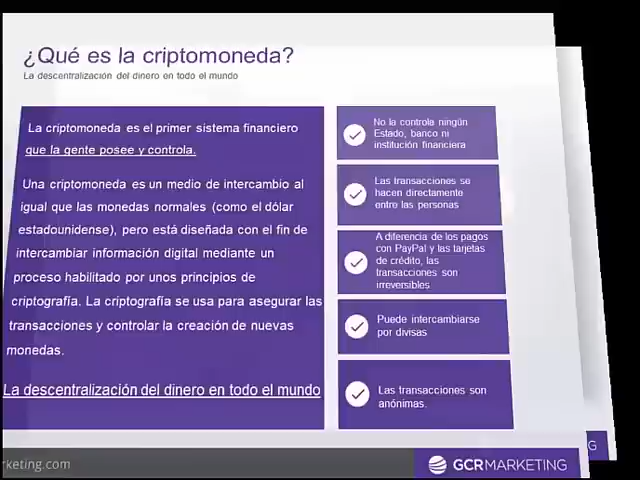 ¿Qué es la criptomoneda?
La descentralización del dinero en todo el mundo
La criptomoneda es el primer sistema financiero
que la gente posee y controla.
Una criptomoneda es un medio de intercambio al
igual que las monedas normales (como el dólar
estadounidense), pero está diseñada con el fin de
intercambiar información digital mediante un
proceso habilitado por unos principios de
criptografía. La criptografía se usa para asegurar las
transacciones y controlar la creación de nuevas
monedas.
La descentralización del dinero en todo el mundo
No la controla ningún
Estado, banco ni
institución financiera
Las transacciones se
hacen directamente
entre las personas
A diferencia de los pagos
con PayPal y las tarjetas
de crédito, las
transacciones son
irreversibles
Puede intercambiarse
por divisas
Las transacciones son
anónimas.
rketing.com
GCRMARKETING
G